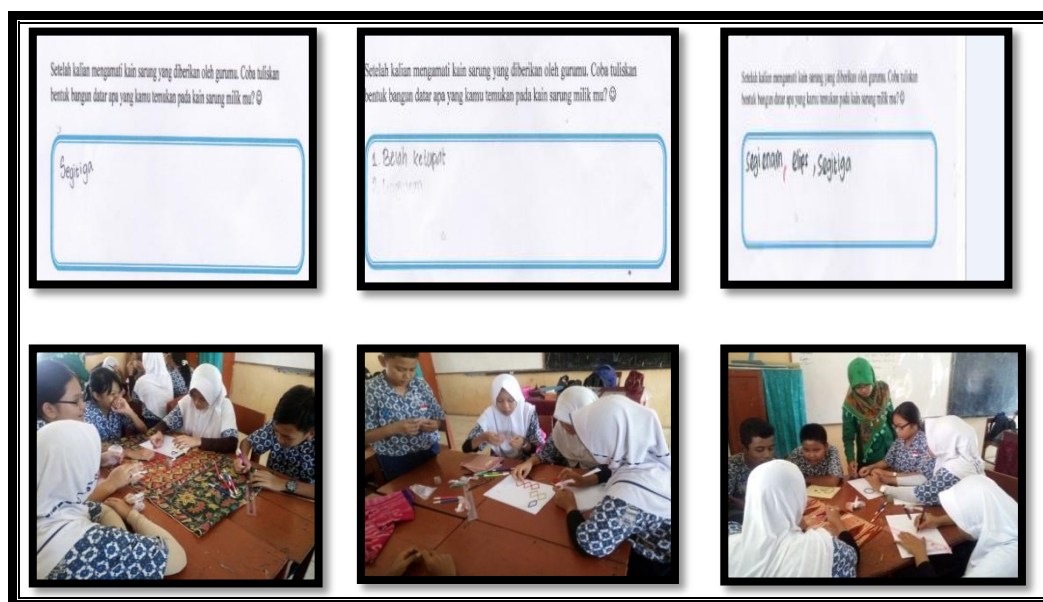 Setelah kalian mengamati kain sarung yang diberikan oleh gurumu. Coba tuliskan
bentuk bangun datar apa yang kamu temukan pada kain sarung milik mu? ☺
Segitiga
Setelah kalian mengamati kain sarung yang diberikan oleh gurumu. Coba tuliskan
bentuk bangun datar apa yang kamu temukan pada kain sarung milik mu? ☺
1. Belah ketupat
2.
Setelah kalian mengamati kain sarung yang diberikan oleh gurumu. Coba tuliskan
bentuk bangun datar apa yang kamu temukan pada kain sarung milik mu? ☺
Segi enam, elips, segitiga